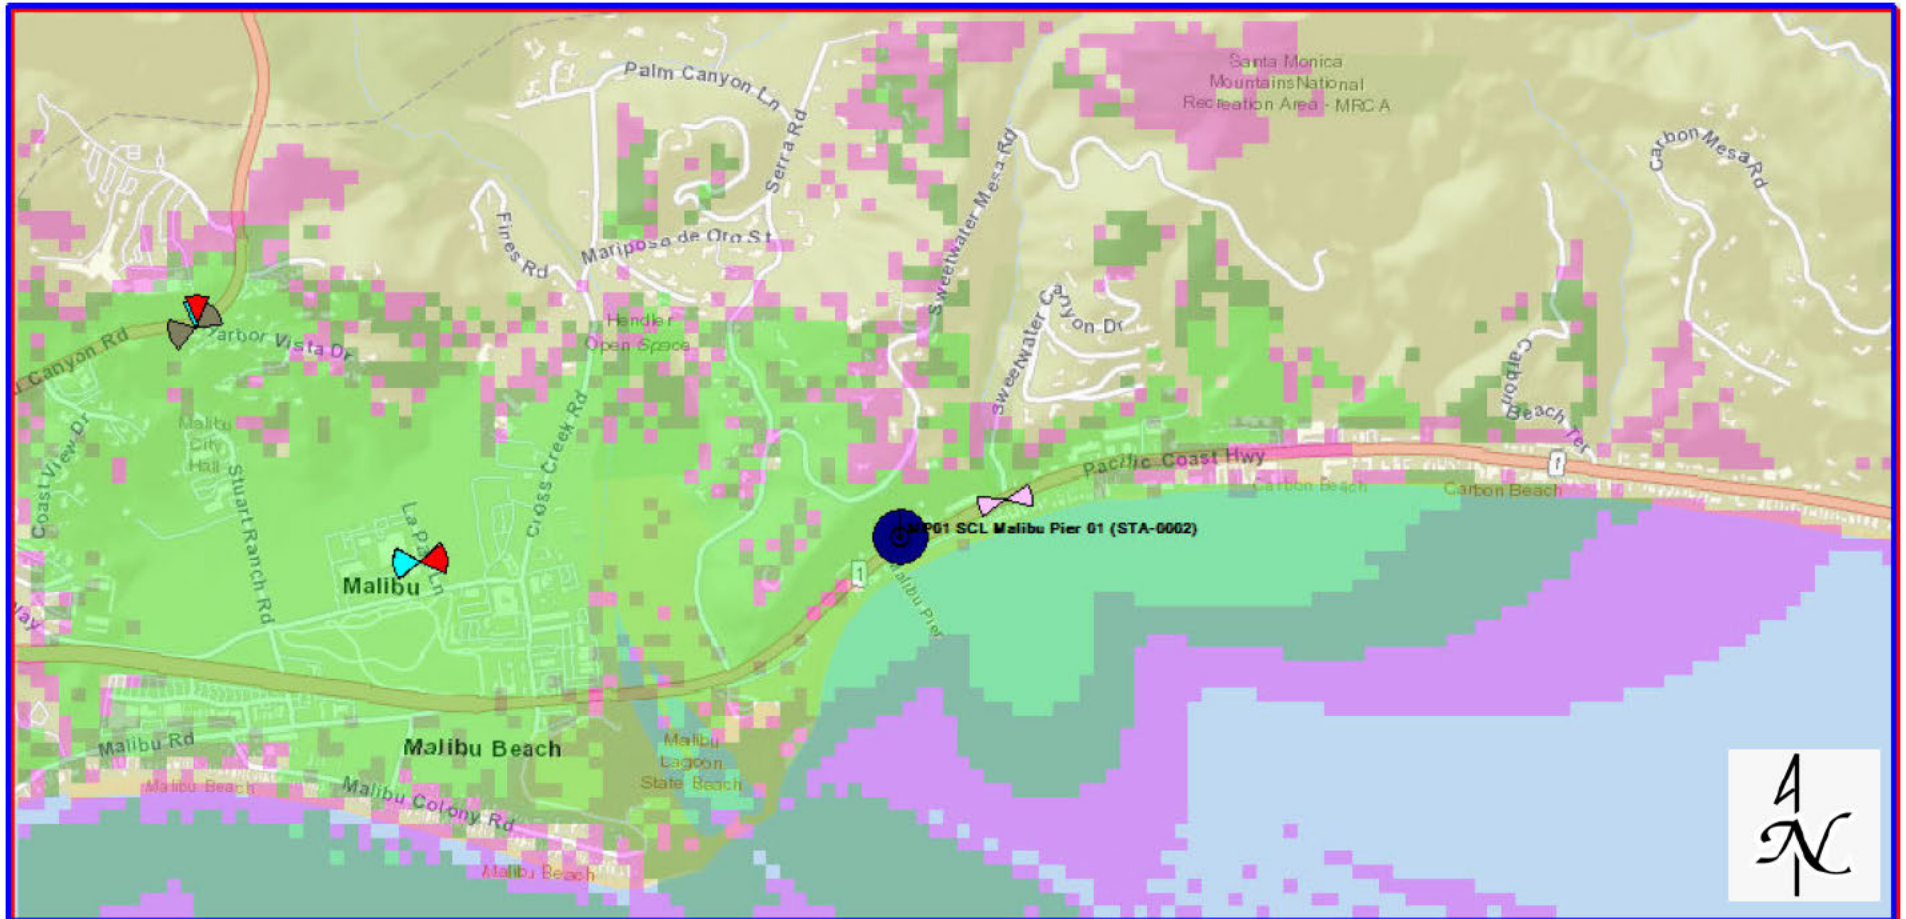 Palm Canyon Ln
Serra Rd
Santa Monica
MountainsNational
Recreation Area - MRCA
Carbon Mesa Rd
Sweetwater Mesa Rd
Fines Rd
Mariposa de Oro St
Sweetwater Canyon Dr
Canyon Rd
Harbor Vista Dr
Hendler
Open Space
Carbon Beach Ter
Coast View Dr
Malibu
City
Hall
Stuart Ranch Rd
Cross Creek Rd
Pacific Coast Hwy
Carbon Beach
Carbon Beach
MP01 SCL Malibu Pier 01 (STA-0002)
1
Malibu Pier
Malibu
Way
Malibu Rd
Malibu Beach
Malibu
Lagoon
State Beach
Malibu Beach
Malibu Colony Rd
Malibu Beach
N